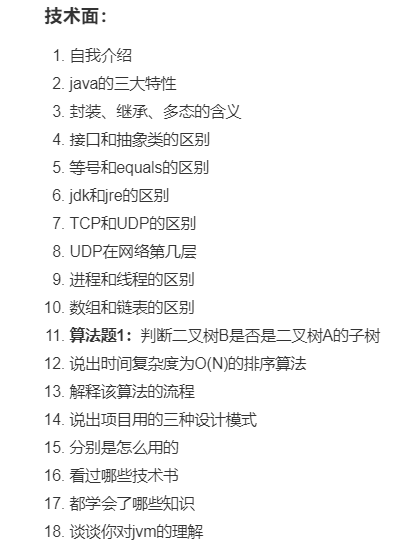 技术面：
1. 自我介绍
2. java的三大特性
3. 封装、继承、多态的含义
4. 接口和抽象类的区别
5. 等号和equals的区别
6. jdk和jre的区别
7. TCP和UDP的区别
8. UDP在网络第几层
9. 进程和线程的区别
10. 数组和链表的区别
11. 算法题1：判断二叉树B是否是二叉树A的子树
12. 说出时间复杂度为O(N)的排序算法
13. 解释该算法的流程
14. 说出项目用的三种设计模式
15. 分别是怎么用的
16. 看过哪些技术书
17. 都学会了哪些知识
18. 谈谈你对jvm的理解